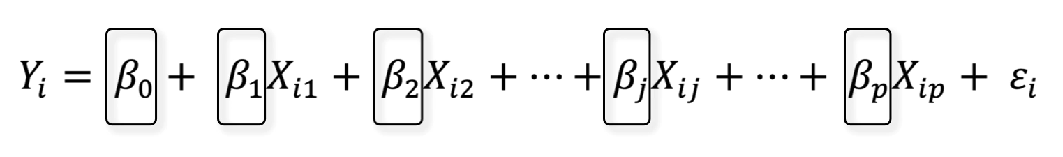 Yᵢ = β₀ + β₁Xᵢ₁ + β₂Xᵢ₂ + ⋯ + βⱼXᵢⱼ + ⋯ + βₚXᵢₚ + εᵢ